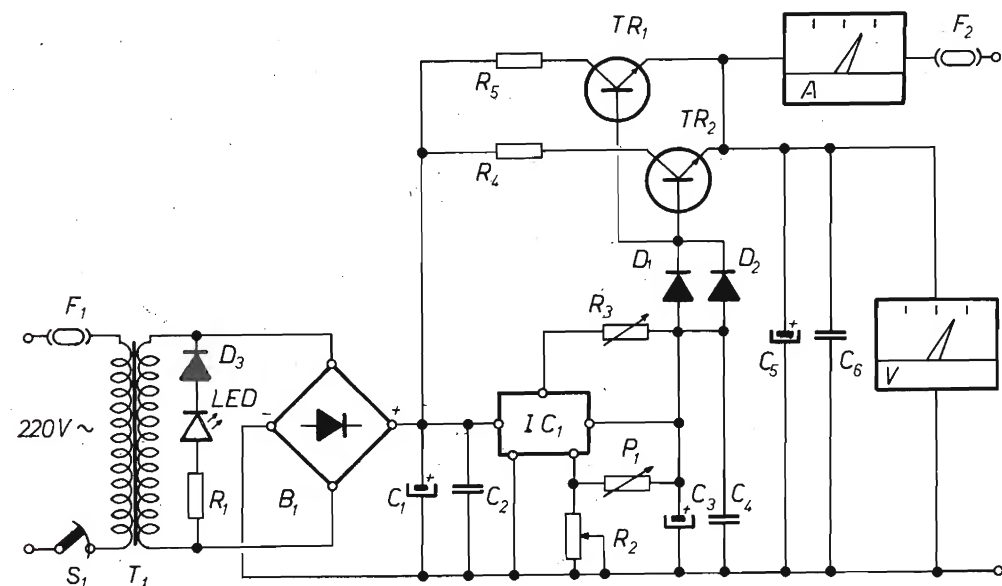 TR₁
F₂
A
R₅
TR₂
R₄
D₁
D₂
F₁
R₃
D₃
LED
C₅
C₆
V
220V~
-
+
IC₁
P₁
R₁
B₁
C₁
+
C₂
R₂
+
C₃
C₄
+
S₁
T₁